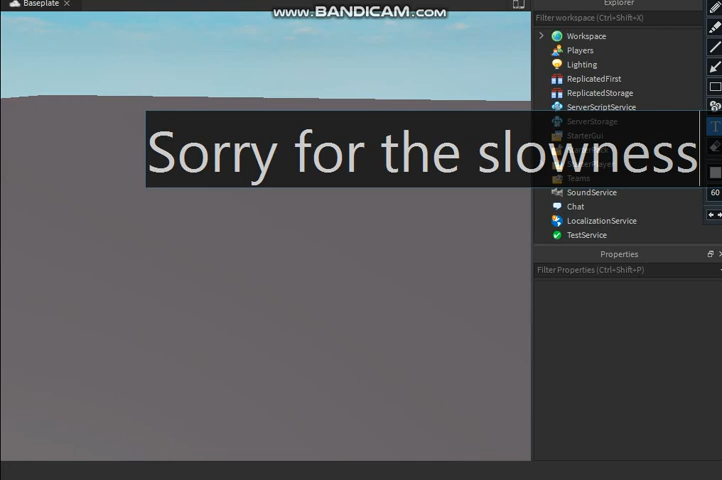 Baseplate
www.BANDICAM.com
Explorer
Filter workspace (Ctrl+Shift+X)
Workspace
Players
Lighting
ReplicatedFirst
ReplicatedStorage
ServerScriptService
ServerStorage
StarterGui
Sorry for the slowness
Teams
SoundService
Chat
LocalizationService
TestService
60
Properties
Filter Properties (Ctrl+Shift+P)